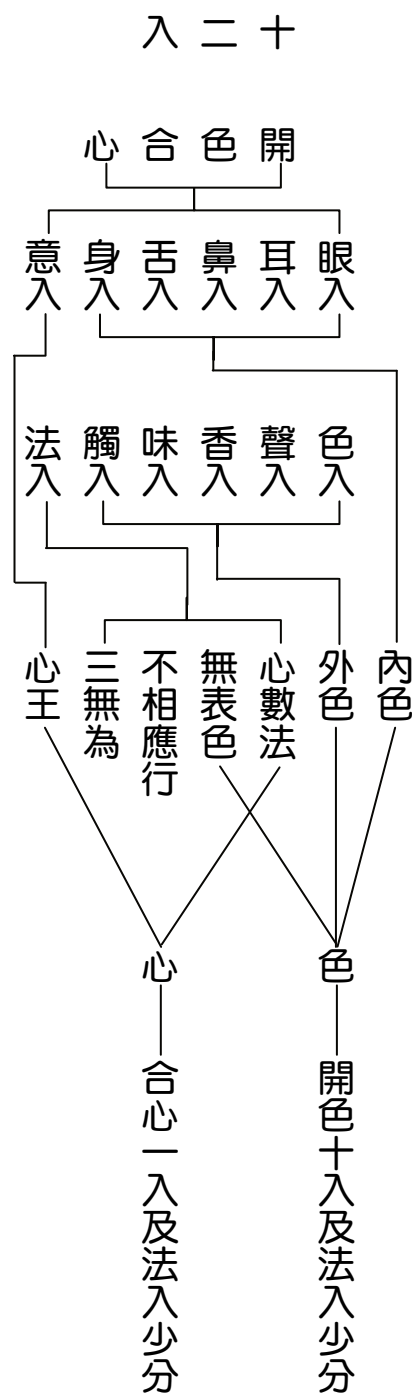 十二入
開色合心
眼入
耳入
鼻入
舌入
身入
意入
色入
聲入
香入
味入
觸入
法入
內色
外色
心數法
無表色
不相應行
三無為
心王
色
心
開色十入及法入少分
合心一入及法入少分